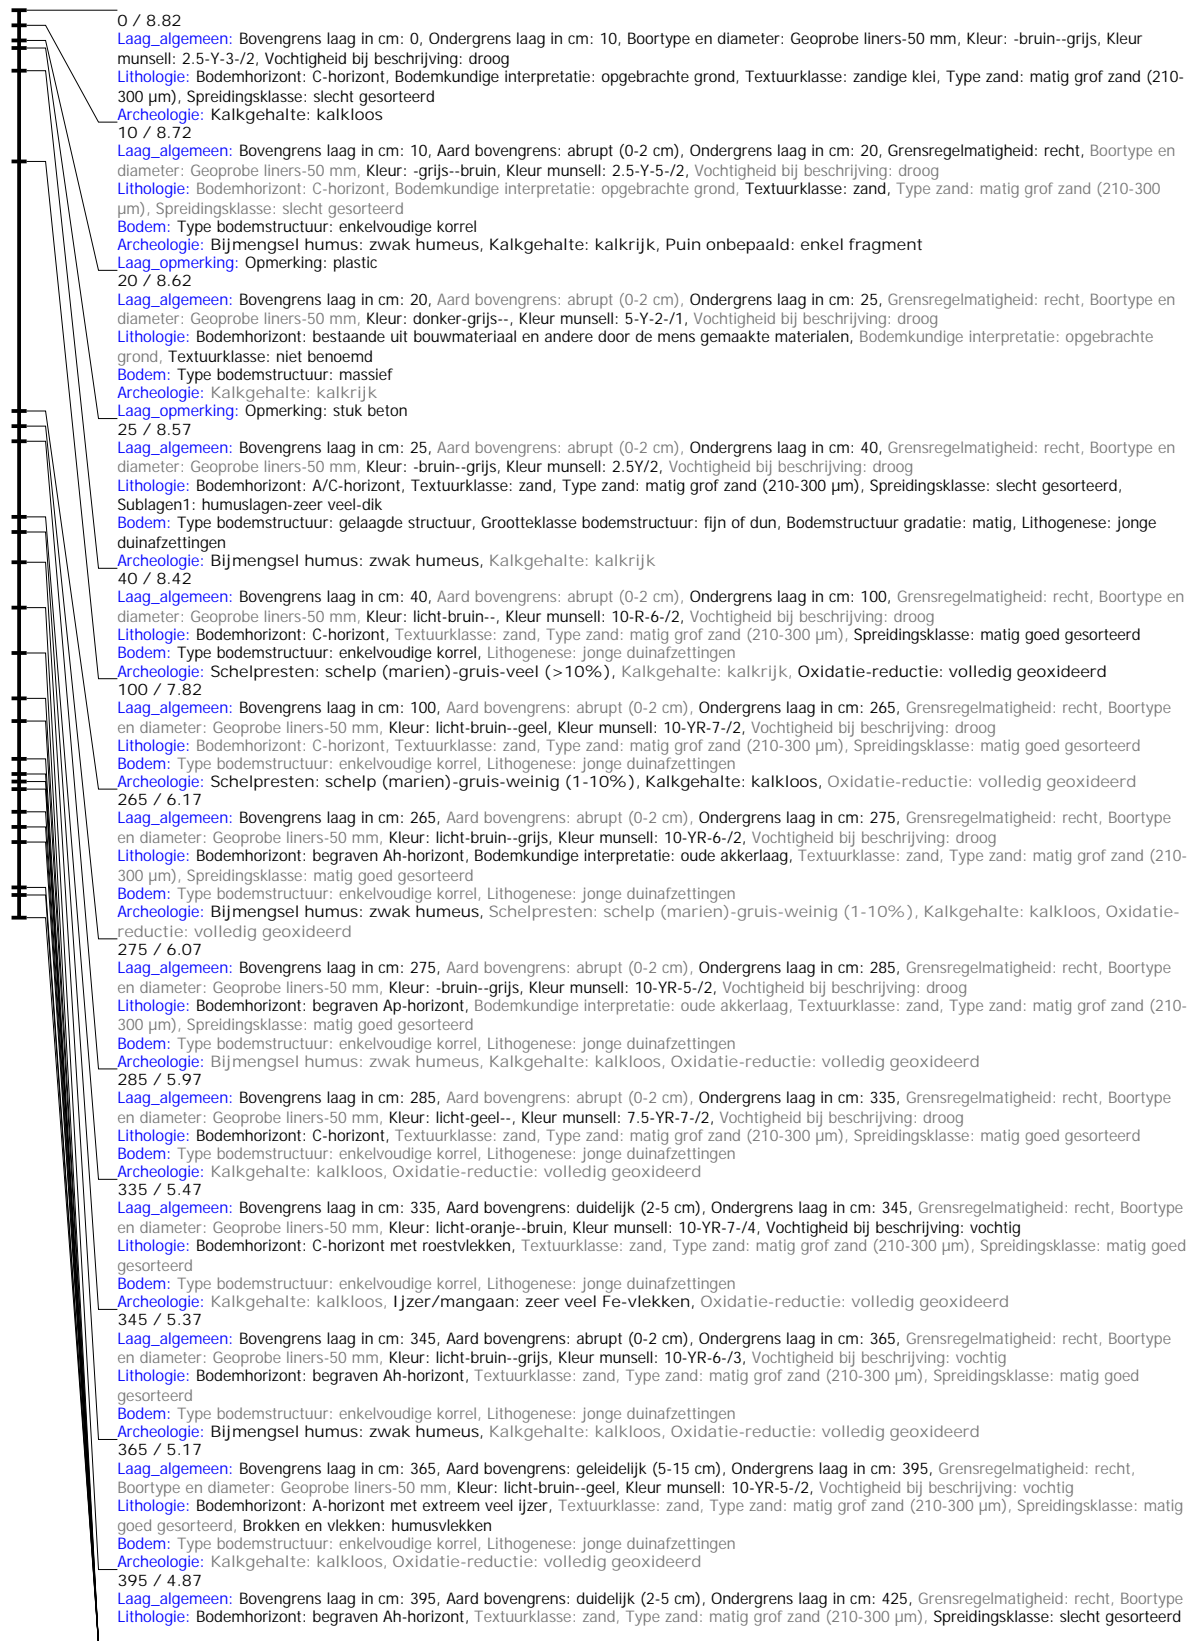 0 / 8.82
Laag_algemeen: Bovengrens laag in cm: 0, Ondergrens laag in cm: 10, Boortype en diameter: Geoprobe liners-50 mm, Kleur: -bruin--grijs, Kleur
munsell: 2.5-Y-3-/2, Vochtigheid bij beschrijving: droog
Lithologie: Bodemhorizont: C-horizont, Bodemkundige interpretatie: opgebrachte grond, Textuurklasse: zandige klei, Type zand: matig grof zand (210-
300 µm), Spreidingsklasse: slecht gesorteerd
Archeologie: Kalkgehalte: kalkloos
10 / 8.72
Laag_algemeen: Bovengrens laag in cm: 10, Aard bovengrens: abrupt (0-2 cm), Ondergrens laag in cm: 20, Grensregelmatigheid: recht, Boortype en
diameter: Geoprobe liners-50 mm, Kleur: -grijs--bruin, Kleur munsell: 2.5-Y-5-/2, Vochtigheid bij beschrijving: droog
Lithologie: Bodemhorizont: C-horizont, Bodemkundige interpretatie: opgebrachte grond, Textuurklasse: zand, Type zand: matig grof zand (210-300
µm), Spreidingsklasse: slecht gesorteerd
Bodem: Type bodemstructuur: enkelvoudige korrel
Archeologie: Bijmengsel humus: zwak humeus, Kalkgehalte: kalkrijk, Puin onbepaald: enkel fragment
Laag_opmerking: Opmerking: plastic
20 / 8.62
Laag_algemeen: Bovengrens laag in cm: 20, Aard bovengrens: abrupt (0-2 cm), Ondergrens laag in cm: 25, Grensregelmatigheid: recht, Boortype en
diameter: Geoprobe liners-50 mm, Kleur: donker-grijs--, Kleur munsell: 5-Y-2-/1, Vochtigheid bij beschrijving: droog
Lithologie: Bodemhorizont: bestaande uit bouwmateriaal en andere door de mens gemaakte materialen, Bodemkundige interpretatie: opgebrachte
grond, Textuurklasse: niet benoemd
Bodem: Type bodemstructuur: massief
Archeologie: Kalkgehalte: kalkrijk
Laag_opmerking: Opmerking: stuk beton
25 / 8.57
Laag_algemeen: Bovengrens laag in cm: 25, Aard bovengrens: abrupt (0-2 cm), Ondergrens laag in cm: 40, Grensregelmatigheid: recht, Boortype en
diameter: Geoprobe liners-50 mm, Kleur: -bruin--grijs, Kleur munsell: 2.5Y/2, Vochtigheid bij beschrijving: droog
Lithologie: Bodemhorizont: A/C-horizont, Textuurklasse: zand, Type zand: matig grof zand (210-300 µm), Spreidingsklasse: slecht gesorteerd,
Sublagen1: humuslagen-zeer veel-dik
Bodem: Type bodemstructuur: gelaagde structuur, Grootteklasse bodemstructuur: fijn of dun, Bodemstructuur gradatie: matig, Lithogenese: jonge
duinafzettingen
Archeologie: Bijmengsel humus: zwak humeus, Kalkgehalte: kalkrijk
40 / 8.42
Laag_algemeen: Bovengrens laag in cm: 40, Aard bovengrens: abrupt (0-2 cm), Ondergrens laag in cm: 100, Grensregelmatigheid: recht, Boortype en
diameter: Geoprobe liners-50 mm, Kleur: licht-bruin--, Kleur munsell: 10-R-6-/2, Vochtigheid bij beschrijving: droog
Lithologie: Bodemhorizont: C-horizont, Textuurklasse: zand, Type zand: matig grof zand (210-300 µm), Spreidingsklasse: matig goed gesorteerd
Bodem: Type bodemstructuur: enkelvoudige korrel, Lithogenese: jonge duinafzettingen
Archeologie: Schelpresten: schelp (marien)-gruis-veel (>10%), Kalkgehalte: kalkrijk, Oxidatie-reductie: volledig geoxideerd
100 / 7.82
Laag_algemeen: Bovengrens laag in cm: 100, Aard bovengrens: abrupt (0-2 cm), Ondergrens laag in cm: 265, Grensregelmatigheid: recht, Boortype
en diameter: Geoprobe liners-50 mm, Kleur: licht-bruin--geel, Kleur munsell: 10-YR-7-/2, Vochtigheid bij beschrijving: droog
Lithologie: Bodemhorizont: C-horizont, Textuurklasse: zand, Type zand: matig grof zand (210-300 µm), Spreidingsklasse: matig goed gesorteerd
Bodem: Type bodemstructuur: enkelvoudige korrel, Lithogenese: jonge duinafzettingen
Archeologie: Schelpresten: schelp (marien)-gruis-weinig (1-10%), Kalkgehalte: kalkloos, Oxidatie-reductie: volledig geoxideerd
265 / 6.17
Laag_algemeen: Bovengrens laag in cm: 265, Aard bovengrens: abrupt (0-2 cm), Ondergrens laag in cm: 275, Grensregelmatigheid: recht, Boortype
en diameter: Geoprobe liners-50 mm, Kleur: licht-bruin--grijs, Kleur munsell: 10-YR-6-/2, Vochtigheid bij beschrijving: droog
Lithologie: Bodemhorizont: begraven Ah-horizont, Bodemkundige interpretatie: oude akkerlaag, Textuurklasse: zand, Type zand: matig grof zand (210-
300 µm), Spreidingsklasse: matig goed gesorteerd
Bodem: Type bodemstructuur: enkelvoudige korrel, Lithogenese: jonge duinafzettingen
Archeologie: Bijmengsel humus: zwak humeus, Schelpresten: schelp (marien)-gruis-weinig (1-10%), Kalkgehalte: kalkloos, Oxidatie-
reductie: volledig geoxideerd
275 / 6.07
Laag_algemeen: Bovengrens laag in cm: 275, Aard bovengrens: abrupt (0-2 cm), Ondergrens laag in cm: 285, Grensregelmatigheid: recht, Boortype
en diameter: Geoprobe liners-50 mm, Kleur: -bruin--grijs, Kleur munsell: 10-YR-5-/2, Vochtigheid bij beschrijving: droog
Lithologie: Bodemhorizont: begraven Ap-horizont, Bodemkundige interpretatie: oude akkerlaag, Textuurklasse: zand, Type zand: matig grof zand (210-
300 µm), Spreidingsklasse: matig goed gesorteerd
Bodem: Type bodemstructuur: enkelvoudige korrel, Lithogenese: jonge duinafzettingen
Archeologie: Bijmengsel humus: zwak humeus, Kalkgehalte: kalkloos, Oxidatie-reductie: volledig geoxideerd
285 / 5.97
Laag_algemeen: Bovengrens laag in cm: 285, Aard bovengrens: abrupt (0-2 cm), Ondergrens laag in cm: 335, Grensregelmatigheid: recht, Boortype
en diameter: Geoprobe liners-50 mm, Kleur: licht-geel--, Kleur munsell: 7.5-YR-7-/2, Vochtigheid bij beschrijving: droog
Lithologie: Bodemhorizont: C-horizont, Textuurklasse: zand, Type zand: matig grof zand (210-300 µm), Spreidingsklasse: matig goed gesorteerd
Bodem: Type bodemstructuur: enkelvoudige korrel, Lithogenese: jonge duinafzettingen
Archeologie: Kalkgehalte: kalkloos, Oxidatie-reductie: volledig geoxideerd
335 / 5.47
Laag_algemeen: Bovengrens laag in cm: 335, Aard bovengrens: duidelijk (2-5 cm), Ondergrens laag in cm: 345, Grensregelmatigheid: recht, Boortype
en diameter: Geoprobe liners-50 mm, Kleur: licht-oranje--bruin, Kleur munsell: 10-YR-7-/4, Vochtigheid bij beschrijving: vochtig
Lithologie: Bodemhorizont: C-horizont met roestvlekken, Textuurklasse: zand, Type zand: matig grof zand (210-300 µm), Spreidingsklasse: matig goed
gesorteerd
Bodem: Type bodemstructuur: enkelvoudige korrel, Lithogenese: jonge duinafzettingen
Archeologie: Kalkgehalte: kalkloos, Ijzer/mangaan: zeer veel Fe-vlekken, Oxidatie-reductie: volledig geoxideerd
345 / 5.37
Laag_algemeen: Bovengrens laag in cm: 345, Aard bovengrens: abrupt (0-2 cm), Ondergrens laag in cm: 365, Grensregelmatigheid: recht, Boortype
en diameter: Geoprobe liners-50 mm, Kleur: licht-bruin--grijs, Kleur munsell: 10-YR-6-/3, Vochtigheid bij beschrijving: vochtig
Lithologie: Bodemhorizont: begraven Ah-horizont, Textuurklasse: zand, Type zand: matig grof zand (210-300 µm), Spreidingsklasse: matig goed
gesorteerd
Bodem: Type bodemstructuur: enkelvoudige korrel, Lithogenese: jonge duinafzettingen
Archeologie: Bijmengsel humus: zwak humeus, Kalkgehalte: kalkloos, Oxidatie-reductie: volledig geoxideerd
365 / 5.17
Laag_algemeen: Bovengrens laag in cm: 365, Aard bovengrens: geleidelijk (5-15 cm), Ondergrens laag in cm: 395, Grensregelmatigheid: recht,
Boortype en diameter: Geoprobe liners-50 mm, Kleur: licht-bruin--geel, Kleur munsell: 10-YR-5-/2, Vochtigheid bij beschrijving: vochtig
Lithologie: Bodemhorizont: A-horizont met extreem veel ijzer, Textuurklasse: zand, Type zand: matig grof zand (210-300 µm), Spreidingsklasse: matig
goed gesorteerd, Brokken en vlekken: humusvlekken
Bodem: Type bodemstructuur: enkelvoudige korrel, Lithogenese: jonge duinafzettingen
Archeologie: Kalkgehalte: kalkloos, Oxidatie-reductie: volledig geoxideerd
395 / 4.87
Laag_algemeen: Bovengrens laag in cm: 395, Aard bovengrens: duidelijk (2-5 cm), Ondergrens laag in cm: 425, Grensregelmatigheid: recht, Boortype
Lithologie: Bodemhorizont: begraven Ah-horizont, Textuurklasse: zand, Type zand: matig grof zand (210-300 µm), Spreidingsklasse: slecht gesorteerd